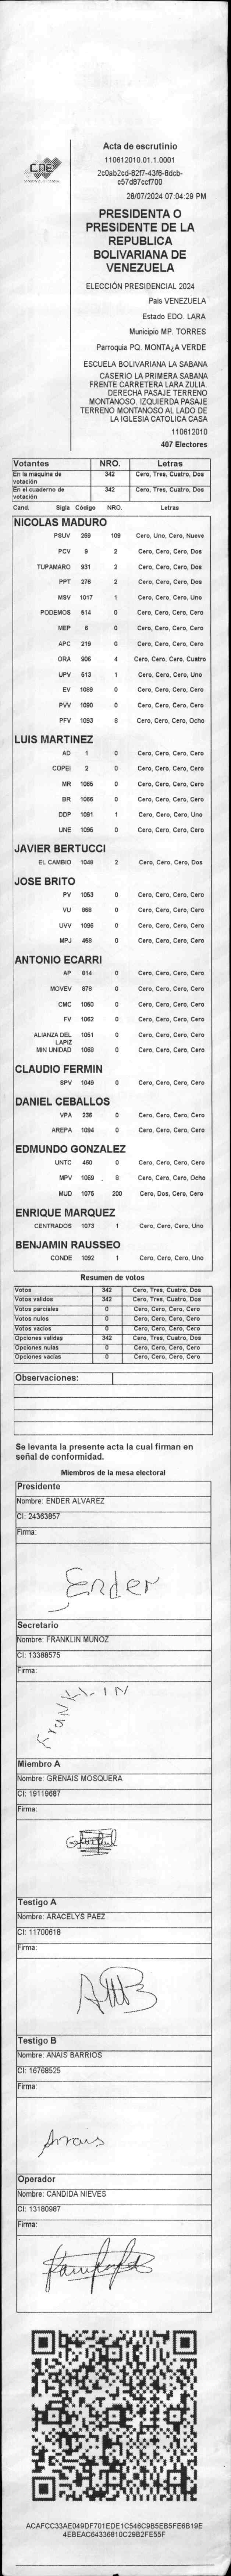 CNE
Acta de escrutinio
110612010.01.1.0001
2c0ab2cd-82f7-43f6-8dcb-
c57d87ccf700
28/07/2024 07:04:29 PM
PRESIDENTA O
PRESIDENTE DE LA
REPUBLICA
BOLIVARIANA DE
VENEZUELA
ELECCIÓN PRESIDENCIAL 2024
Pais VENEZUELA
Estado EDO. LARA
Municipio MP. TORRES
Parroquia PQ. MONTA¿A VERDE
ESCUELA BOLIVARIANA LA SABANA
CASERIO LA PRIMERA SABANA
FRENTE CARRETERA LARA ZULIA.
DERECHA PASAJE TERRENO
MONTANOSO. IZQUIERDA PASAJE
TERRENO MONTANOSO AL LADO DE
LA IGLESIA CATOLICA CASA
110612010
407 Electores
Votantes NRO. Letras
En la máquina de votación 342 Cero, Tres, Cuatro, Dos
En el cuaderno de votación 342 Cero, Tres, Cuatro, Dos
Cand. Sigla Código NRO. Letras
NICOLAS MADURO
PSUV 269 109 Cero, Uno, Cero, Nueve
PCV 9 2 Cero, Cero, Cero, Dos
TUPAMARO 931 2 Cero, Cero, Cero, Dos
PPT 276 2 Cero, Cero, Cero, Dos
MSV 1017 1 Cero, Cero, Cero, Uno
PODEMOS 514 0 Cero, Cero, Cero, Cero
MEP 6 0 Cero, Cero, Cero, Cero
APC 219 0 Cero, Cero, Cero, Cero
ORA 906 4 Cero, Cero, Cero, Cuatro
UPV 513 1 Cero, Cero, Cero, Uno
EV 1089 0 Cero, Cero, Cero, Cero
PVV 1090 0 Cero, Cero, Cero, Cero
PFV 1093 8 Cero, Cero, Cero, Ocho
LUIS MARTINEZ
AD 1 0 Cero, Cero, Cero, Cero
COPEI 2 0 Cero, Cero, Cero, Cero
MR 1065 0 Cero, Cero, Cero, Cero
BR 1066 0 Cero, Cero, Cero, Cero
DDP 1091 1 Cero, Cero, Cero, Uno
UNE 1095 0 Cero, Cero, Cero, Cero
JAVIER BERTUCCI
EL CAMBIO 1048 2 Cero, Cero, Cero, Dos
JOSE BRITO
PV 1053 0 Cero, Cero, Cero, Cero
VU 968 0 Cero, Cero, Cero, Cero
UVV 1096 0 Cero, Cero, Cero, Cero
MPJ 458 0 Cero, Cero, Cero, Cero
ANTONIO ECARRI
AP 814 0 Cero, Cero, Cero, Cero
MOVEV 878 0 Cero, Cero, Cero, Cero
CMC 1050 0 Cero, Cero, Cero, Cero
FV 1062 0 Cero, Cero, Cero, Cero
ALIANZA DEL LAPIZ 1051 0 Cero, Cero, Cero, Cero
MIN UNIDAD 1068 0 Cero, Cero, Cero, Cero
CLAUDIO FERMIN
SPV 1049 0 Cero, Cero, Cero, Cero
DANIEL CEBALLOS
VPA 236 0 Cero, Cero, Cero, Cero
AREPA 1094 0 Cero, Cero, Cero, Cero
EDMUNDO GONZALEZ
UNTC 460 0 Cero, Cero, Cero, Cero
MPV 1069 8 Cero, Cero, Cero, Ocho
MUD 1075 200 Cero, Dos, Cero, Cero
ENRIQUE MARQUEZ
CENTRADOS 1073 1 Cero, Cero, Cero, Uno
BENJAMIN RAUSSEO
CONDE 1092 1 Cero, Cero, Cero, Uno
Resumen de votos
Votos 342 Cero, Tres, Cuatro, Dos
Votos validos 342 Cero, Tres, Cuatro, Dos
Votos parciales 0 Cero, Cero, Cero, Cero
Votos nulos 0 Cero, Cero, Cero, Cero
Votos vacios 0 Cero, Cero, Cero, Cero
Opciones validas 342 Cero, Tres, Cuatro, Dos
Opciones nulas 0 Cero, Cero, Cero, Cero
Opciones vacias 0 Cero, Cero, Cero, Cero
Observaciones:
Se levanta la presente acta la cual firman en
señal de conformidad.
Miembros de la mesa electoral
Presidente
Nombre: ENDER ALVAREZ
CI: 24363857
Firma:
Ender
Secretario
Nombre: FRANKLIN MUÑOZ
CI: 13388575
Firma:
FrANKLIN
Miembro A
Nombre: GRENAIS MOSQUERA
CI: 19119687
Firma:
Testigo A
Nombre: ARACELYS PAEZ
CI: 11700618
Firma:
Testigo B
Nombre: ANAIS BARRIOS
CI: 16768525
Firma:
Anais
Operador
Nombre: CANDIDA NIEVES
CI: 13180987
Firma:
ACAFCC33AE049DF701EDE1C546C9B5EB5FE6B19E
4EBEAC64336810C29B2FE55F